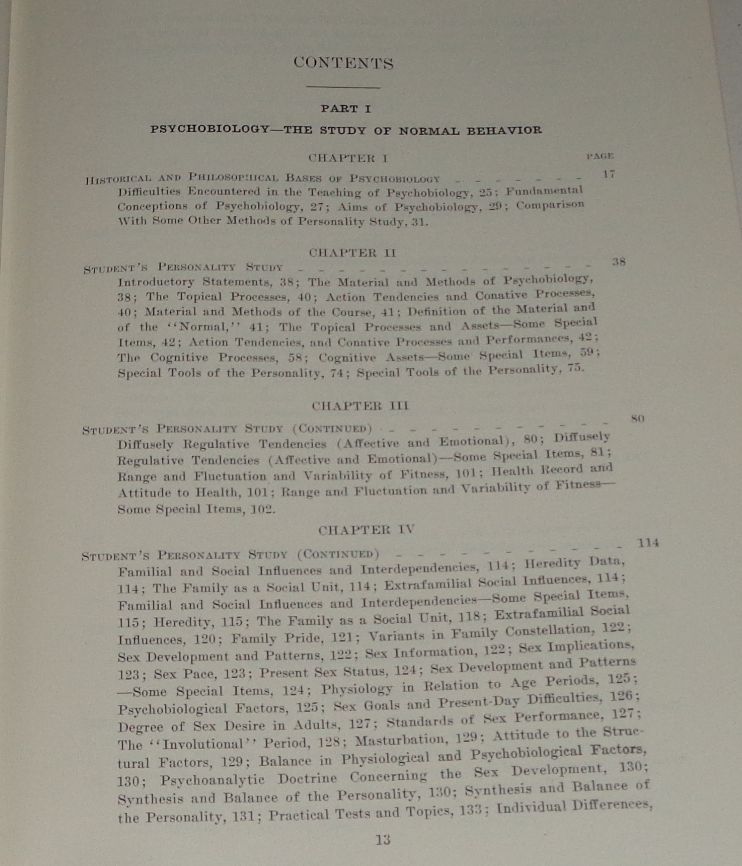 CONTENTS
PART I
PSYCHOBIOLOGY—THE STUDY OF NORMAL BEHAVIOR
CHAPTER I
PAGE
HISTORICAL AND PHILOSOPHICAL BASES OF PSYCHOBIOLOGY _ _ _ _ _ _ _ 17
Difficulties Encountered in the Teaching of Psychobiology, 25; Fundamental
Conceptions of Psychobiology, 27; Aims of Psychobiology, 29; Comparison
With Some Other Methods of Personality Study, 31.
CHAPTER II
STUDENT'S PERSONALITY STUDY _ _ _ _ _ _ _ _ _ _ _ _ _ _ 38
Introductory Statements, 38; The Material and Methods of Psychobiology,
38; The Topical Processes, 40; Action Tendencies and Conative Processes,
40; Material and Methods of the Course, 41; Definition of the Material and
of the "Normal," 41; The Topical Processes and Assets—Some Special
Items, 42; Action Tendencies, and Conative Processes and Performances, 42;
The Cognitive Processes, 58; Cognitive Assets—Some Special Items, 59;
Special Tools of the Personality, 74; Special Tools of the Personality, 75.
CHAPTER III
STUDENT'S PERSONALITY STUDY (CONTINUED) _ _ _ _ _ _ _ _ _ _ _ 80
Diffusely Regulative Tendencies (Affective and Emotional), 80; Diffusely
Regulative Tendencies (Affective and Emotional)—Some Special Items, 81;
Range and Fluctuation and Variability of Fitness, 101; Health Record and
Attitude to Health, 101; Range and Fluctuation and Variability of Fitness—
Some Special Items, 102.
CHAPTER IV
STUDENT'S PERSONALITY STUDY (CONTINUED) _ _ _ _ _ _ _ _ _ _ _ 114
Familial and Social Influences and Interdependencies, 114; Heredity Data,
114; The Family as a Social Unit, 114; Extrafamilial Social Influences, 114;
Familial and Social Influences and Interdependencies—Some Special Items,
115; Heredity, 115; The Family as a Social Unit, 118; Extrafamilial Social
Influences, 120; Family Pride, 121; Variants in Family Constellation, 122;
Sex Development and Patterns, 122; Sex Information, 122; Sex Implications,
123; Sex Pace, 123; Present Sex Status, 124; Sex Development and Patterns
—Some Special Items, 124; Physiology in Relation to Age Periods, 125;
Psychobiological Factors, 125; Sex Goals and Present-Day Difficulties, 126;
Degree of Sex Desire in Adults, 127; Standards of Sex Performance, 127;
The "Involutional" Period, 128; Masturbation, 129; Attitude to the Struc-
tural Factors, 129; Balance in Physiological and Psychobiological Factors,
130; Psychoanalytic Doctrine Concerning the Sex Development, 130;
Synthesis and Balance of the Personality, 130; Synthesis and Balance of
the Personality, 131; Practical Tests and Topics, 133; Individual Differences,
13